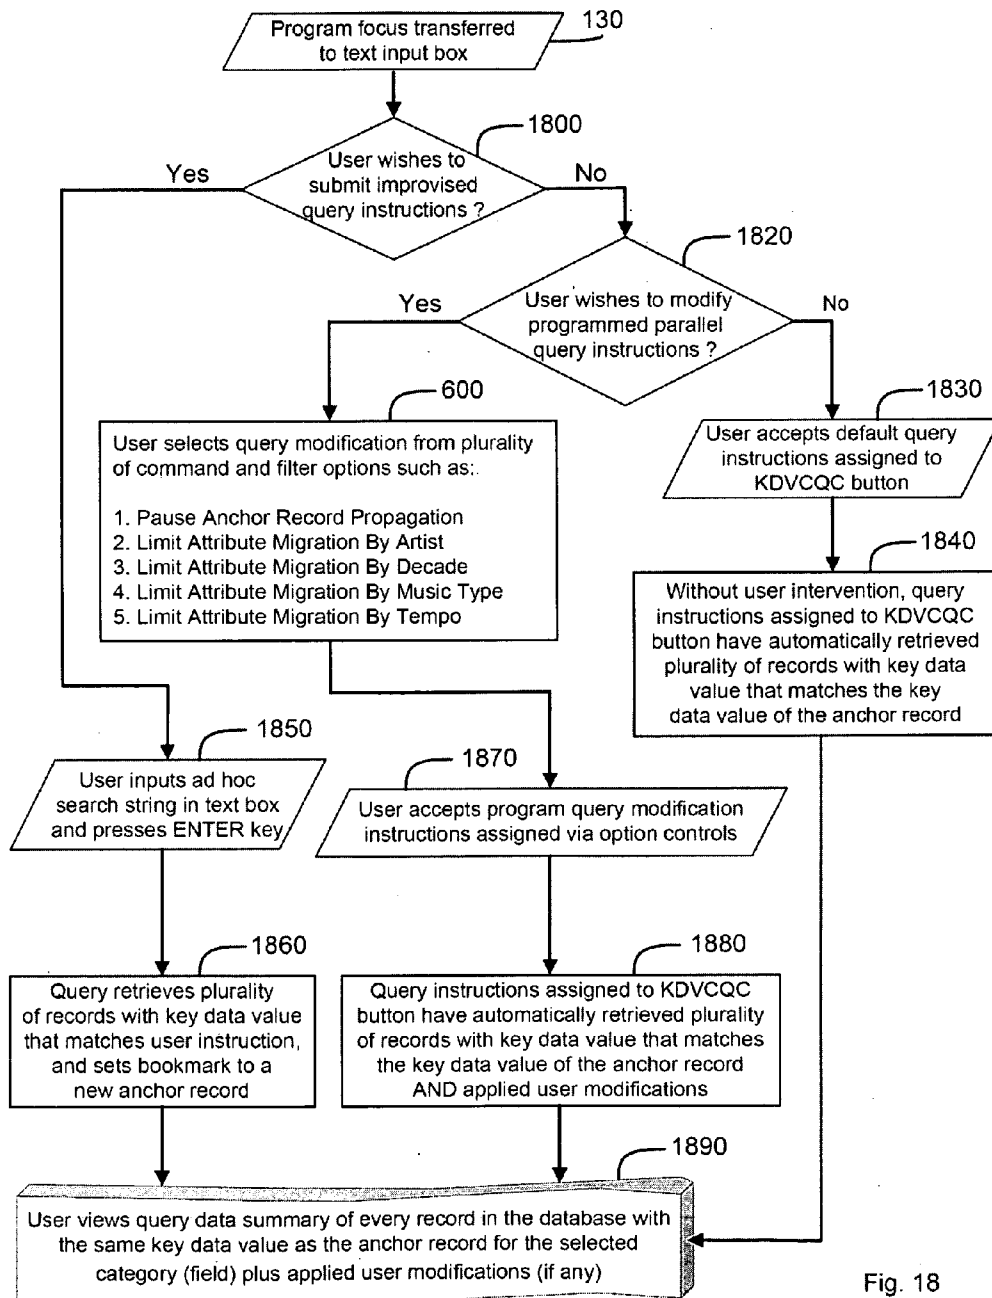 Program focus transferred
to text input box
130
1800
User wishes to
submit improvised
query instructions ?
Yes
No
1820
User wishes to modify
programmed parallel
query instructions ?
Yes
No
600
User selects query modification from plurality
of command and filter options such as:
1. Pause Anchor Record Propagation
2. Limit Attribute Migration By Artist
3. Limit Attribute Migration By Decade
4. Limit Attribute Migration By Music Type
5. Limit Attribute Migration By Tempo
1830
User accepts default query
instructions assigned to
KDVCQC button
1840
Without user intervention, query
instructions assigned to KDVCQC
button have automatically retrieved
plurality of records with key data
value that matches the key
data value of the anchor record
1850
User inputs ad hoc
search string in text box
and presses ENTER key
1870
User accepts program query modification
instructions assigned via option controls
1860
Query retrieves plurality
of records with key data value
that matches user instruction,
and sets bookmark to a
new anchor record
1880
Query instructions assigned to KDVCQC
button have automatically retrieved plurality
of records with key data value that matches
the key data value of the anchor record
AND applied user modifications
1890
User views query data summary of every record in the database with
the same key data value as the anchor record for the selected
category (field) plus applied user modifications (if any)
Fig. 18